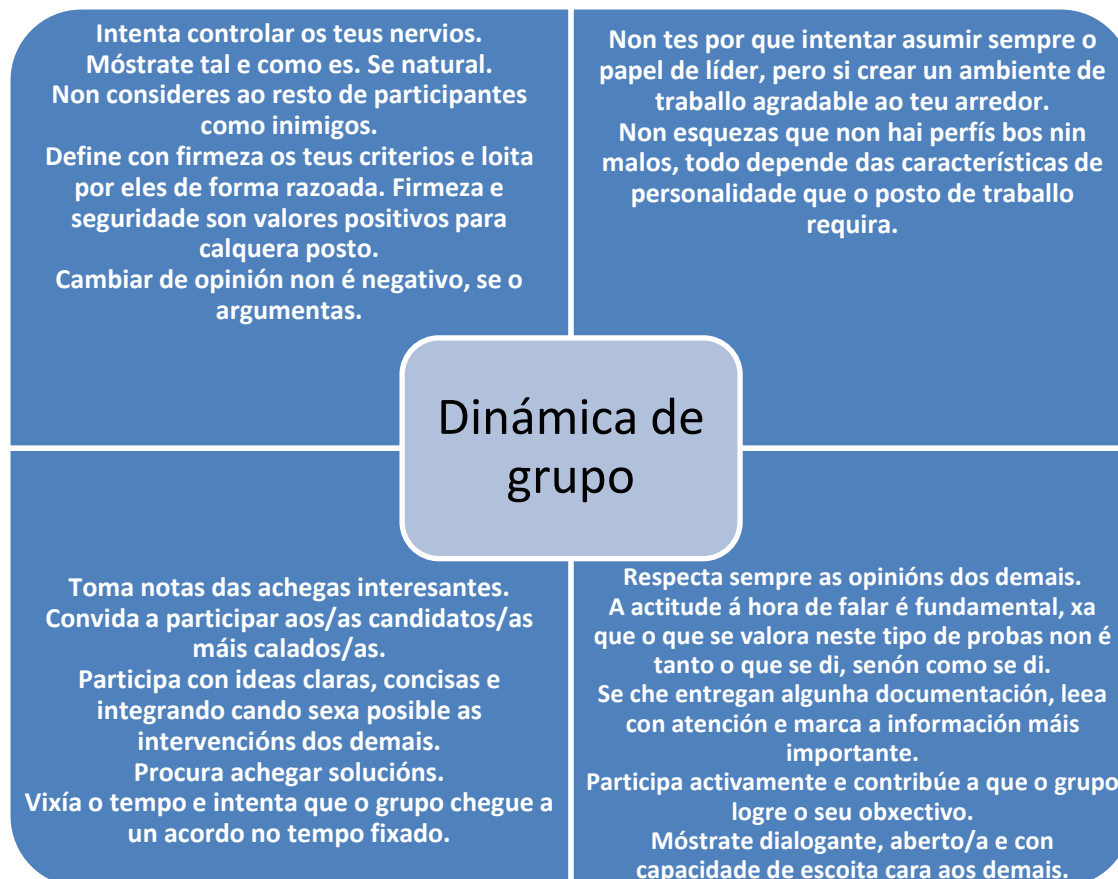 Intenta controlar os teus nervios.
Móstrate tal e como es. Se natural.
Non consideres ao resto de participantes
como inimigos.
Define con firmeza os teus criterios e loita
por eles de forma razoada. Firmeza e
seguridade son valores positivos para
calquera posto.
Cambiar de opinión non é negativo, se o
argumentas.
Non tes por que intentar asumir sempre o
papel de líder, pero si crear un ambiente de
traballo agradable ao teu arredor.
Non esquezas que non hai perfís bos nin
malos, todo depende das características de
personalidade que o posto de traballo
requira.
Dinámica de
grupo
Toma notas das achegas interesantes.
Convida a participar aos/as candidatos/as
máis calados/as.
Participa con ideas claras, concisas e
integrando cando sexa posible as
intervencións dos demais.
Procura achegar solucións.
Vixía o tempo e intenta que o grupo chegue a
un acordo no tempo fixado.
Respecta sempre as opinións dos demais.
A actitude á hora de falar é fundamental, xa
que o que se valora neste tipo de probas non é
tanto o que se di, senón como se di.
Se che entregan algunha documentación, leea
con atención e marca a información máis
importante.
Participa activamente e contribúe a que o grupo
logre o seu obxectivo.
Móstrate dialogante, aberto/a e con
capacidade de escoita cara aos demais.